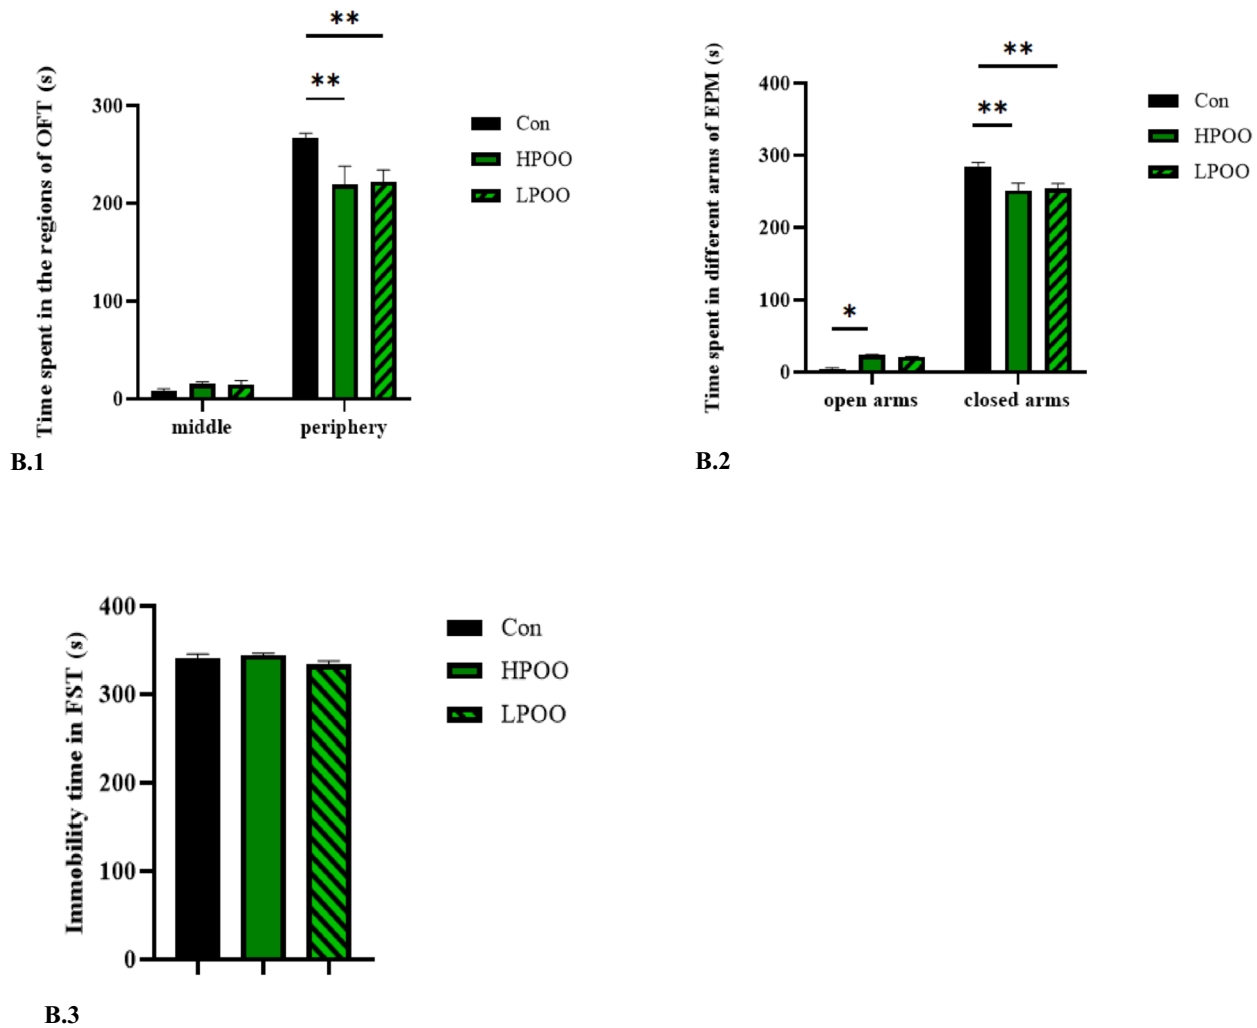 Time spent in the regions of OFT (s)
**
**
300
200
100
0
middle
periphery
Con
HPOO
LPOO
B.1
Time spent in different arms of EPM (s)
**
**
*
400
300
200
100
0
open arms
closed arms
Con
HPOO
LPOO
B.2
Immobility time in FST (s)
400
300
200
100
0
Con
HPOO
LPOO
B.3